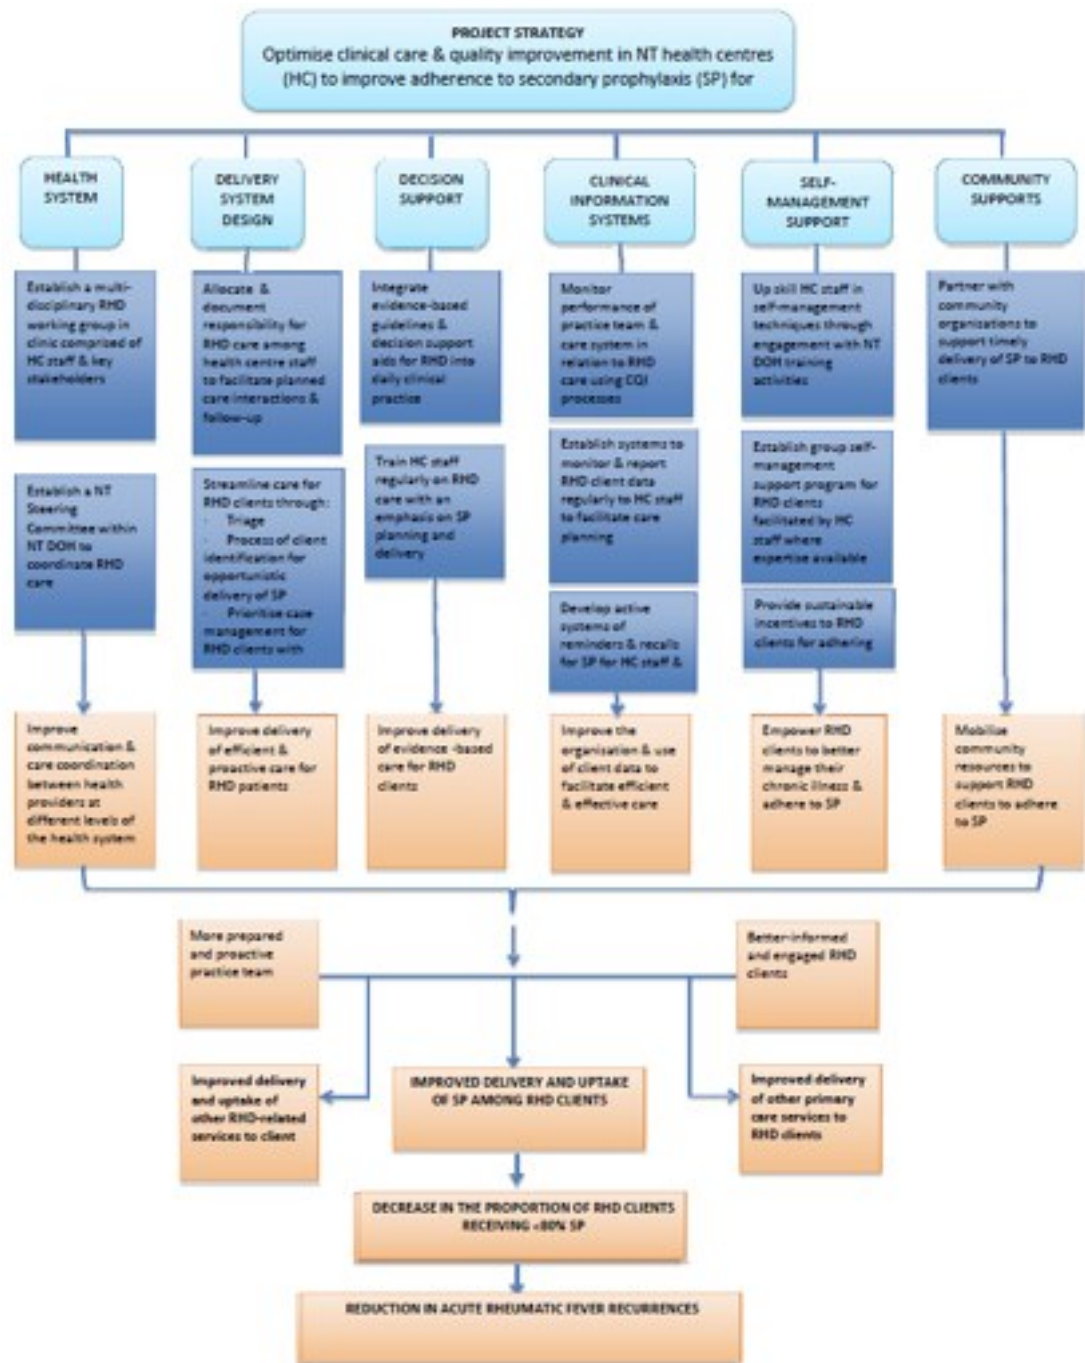 PROJECT STRATEGY
Optimise clinical care & quality improvement in NT health centres
(HC) to improve adherence to secondary prophylaxis (SP) for
HEALTH
SYSTEM
DELIVERY
SYSTEM
DESIGN
DECISION
SUPPORT
CLINICAL
INFORMATION
SYSTEMS
SELF-
MANAGEMENT
SUPPORT
COMMUNITY
SUPPORTS
Establish a multi-
disciplinary RHD
working group in
clinic comprised of
HC staff & key
stakeholders
Allocate &
document
responsibility for
RHD care among
health centre staff
to facilitate planned
care interactions &
follow-up
Integrate
evidence-based
guidelines &
decision support
aids for RHD into
daily clinical
practice
Monitor
performance of
practice team &
care system in
relation to RHD
care using CQI
processes
Up skill HC staff in
self-management
techniques through
engagement with NT
DOH training
activities
Partner with
community
organisations to
support timely
delivery of SP to RHD
clients
Establish a NT
Steering
Committee within
NT DOH to
coordinate RHD
care
Streamline care for
RHD clients through:
· Triage
· Process of client
identification for
opportunistic
delivery of SP
· Prioritise case
management for
RHD clients with
Train HC staff
regularly on RHD
care with an
emphasis on SP
planning and
delivery
Establish systems to
monitor & report
RHD client data
regularly to HC staff
to facilitate care
planning
Establish group self-
management
support program for
RHD clients
facilitated by HC
staff where
expertise available
Develop active
systems of
reminders & recalls
for SP for HC staff &
Provide sustainable
incentives to RHD
clients for adhering
Improve
communication &
care coordination
between health
providers at
different levels of
the health system
Improve delivery
of efficient &
proactive care for
RHD patients
Improve delivery
of evidence -based
care for RHD
clients
Improve the
organisation & use
of client data to
facilitate efficient
& effective care
Empower RHD
clients to better
manage their
chronic illness &
adhere to SP
Mobilise
community
resources to
support RHD
clients to adhere
to SP
More prepared
and proactive
practice team
Better-informed
and engaged RHD
clients
Improved delivery
and uptake of
other RHD-related
services to client
IMPROVED DELIVERY AND UPTAKE
OF SP AMONG RHD CLIENTS
Improved delivery
of other primary
care services to
RHD clients
DECREASE IN THE PROPORTION OF RHD CLIENTS
RECEIVING <80% SP
REDUCTION IN ACUTE RHEUMATIC FEVER RECURRENCES